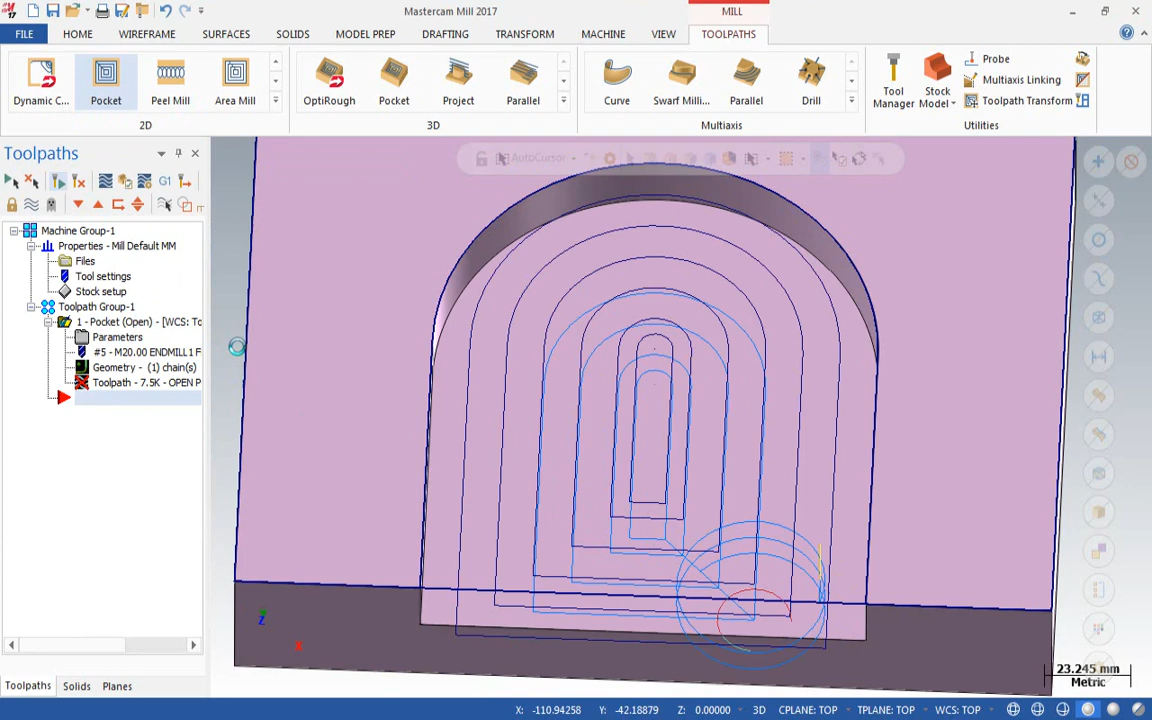 Mastercam Mill 2017
MILL
FILE HOME WIREFRAME SURFACES SOLIDS MODEL PREP DRAFTING TRANSFORM MACHINE VIEW TOOLPATHS
Dynamic C... Pocket Peel Mill Area Mill OptiRough Pocket Project Parallel Curve Swarf Milli... Parallel Drill Tool Manager Stock Model Probe
Multiaxis Linking
Toolpath Transform
2D 3D Multiaxis Utilities
Toolpaths
AutoCursor
G1
Machine Group-1
Properties - Mill Default MM
Files
Tool settings
Stock setup
Toolpath Group-1
1 - Pocket (Open) - [WCS: To
Parameters
#5 - M20.00 ENDMILL1 F
Geometry - (1) chain(s)
Toolpath - 7.5K - OPEN P
Z
X
23.245 mm
Metric
Toolpaths Solids Planes
X: -110.94258 Y: -42.18879 Z: 0.00000 3D CPLANE: TOP TPLANE: TOP WCS: TOP